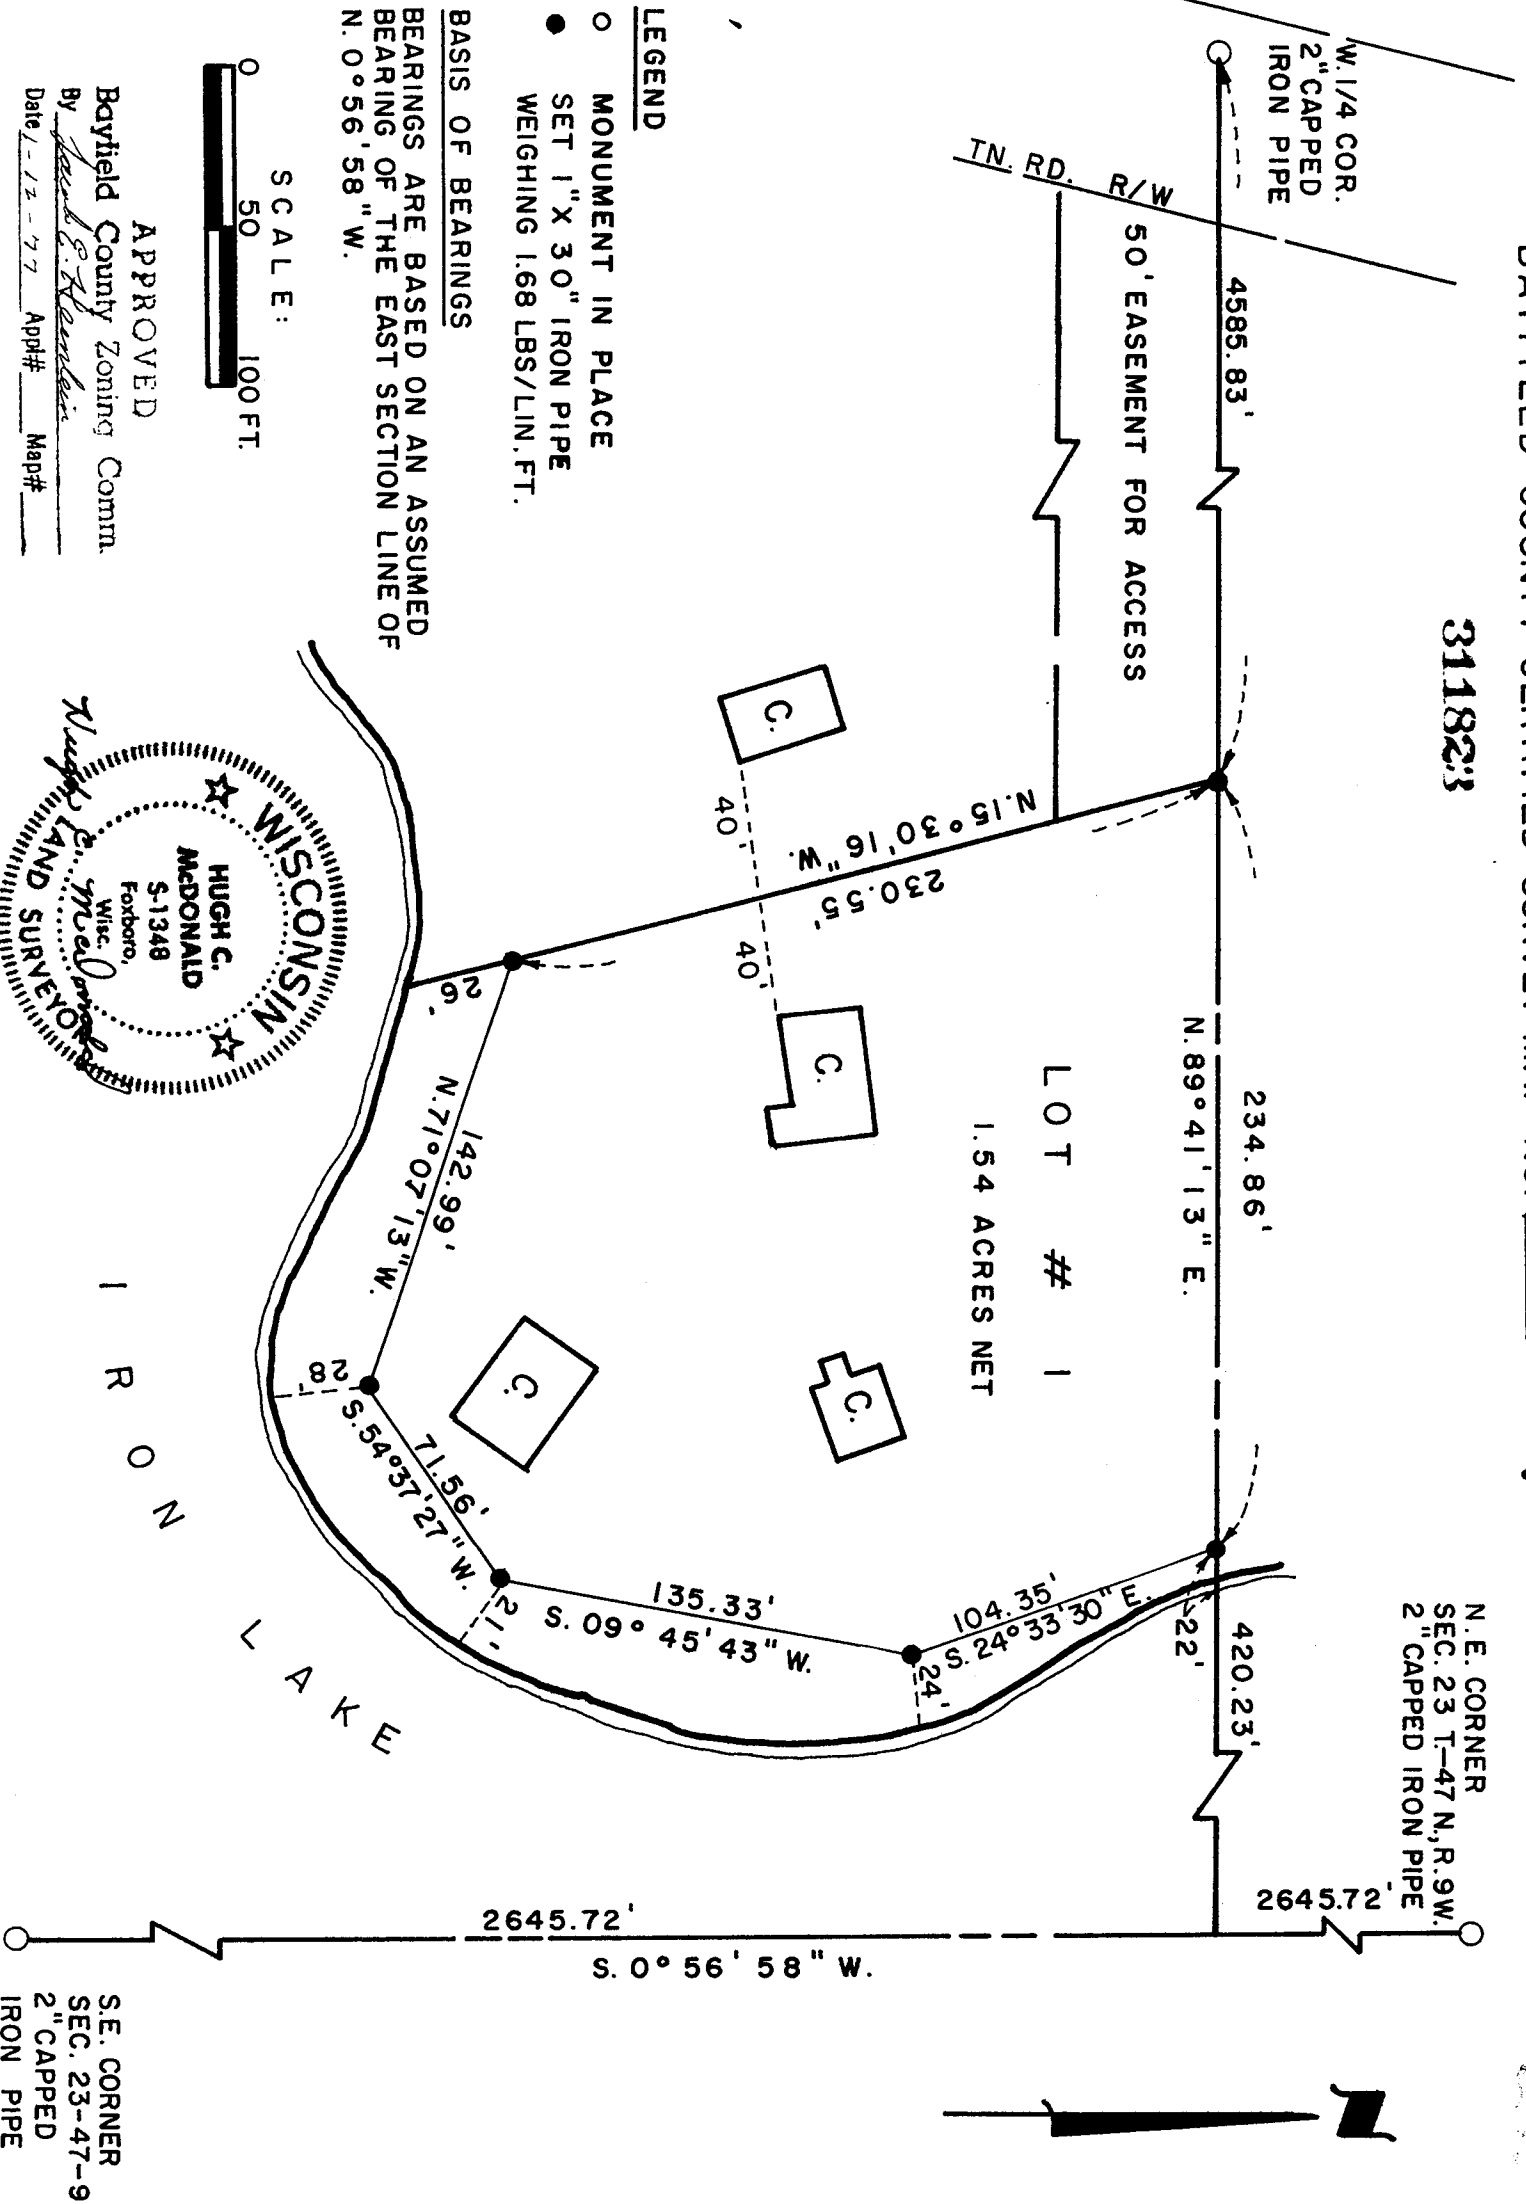 311823
W. 1/4 COR.
2" CAPPED
IRON PIPE
TN. RD. R/W
4585.83'
50' EASEMENT FOR ACCESS
234.86'
N. 89° 41' 13" E.
420.23'
22'
N. E. CORNER
SEC. 23 T.-47 N., R. 9 W.
2" CAPPED IRON PIPE
2645.72'
LOT # 1
1.54 ACRES NET
N. 15° 30' 16" W.
230.55'
40'
40'
C.
C.
C.
C.
26'
142.99'
N. 71° 07' 13" W.
28'
71.56'
S. 54° 37' 27" W.
21'
135.33'
S. 09° 45' 43" W.
24'
104.35'
S. 24° 33' 30" E.
IRON LAKE
2645.72'
S. 0° 56' 58" W.
S.E. CORNER
SEC. 23-47-9
2" CAPPED
IRON PIPE
LEGEND
MONUMENT IN PLACE
SET 1" X 30" IRON PIPE
WEIGHING 1.68 LBS/LIN. FT.
BASIS OF BEARINGS
BEARINGS ARE BASED ON AN ASSUMED
BEARING OF THE EAST SECTION LINE OF
N. 0° 56' 58" W.
SCALE:
0 50 100 FT.
APPROVED
Bayfield County Zoning Comm
By
Date 1-12-77 Appl# Map#
WISCONSIN
HUGH C.
McDONALD
S-1348
Foxboro,
Wisc.
LAND SURVEYOR
Hugh C. McDonald
N